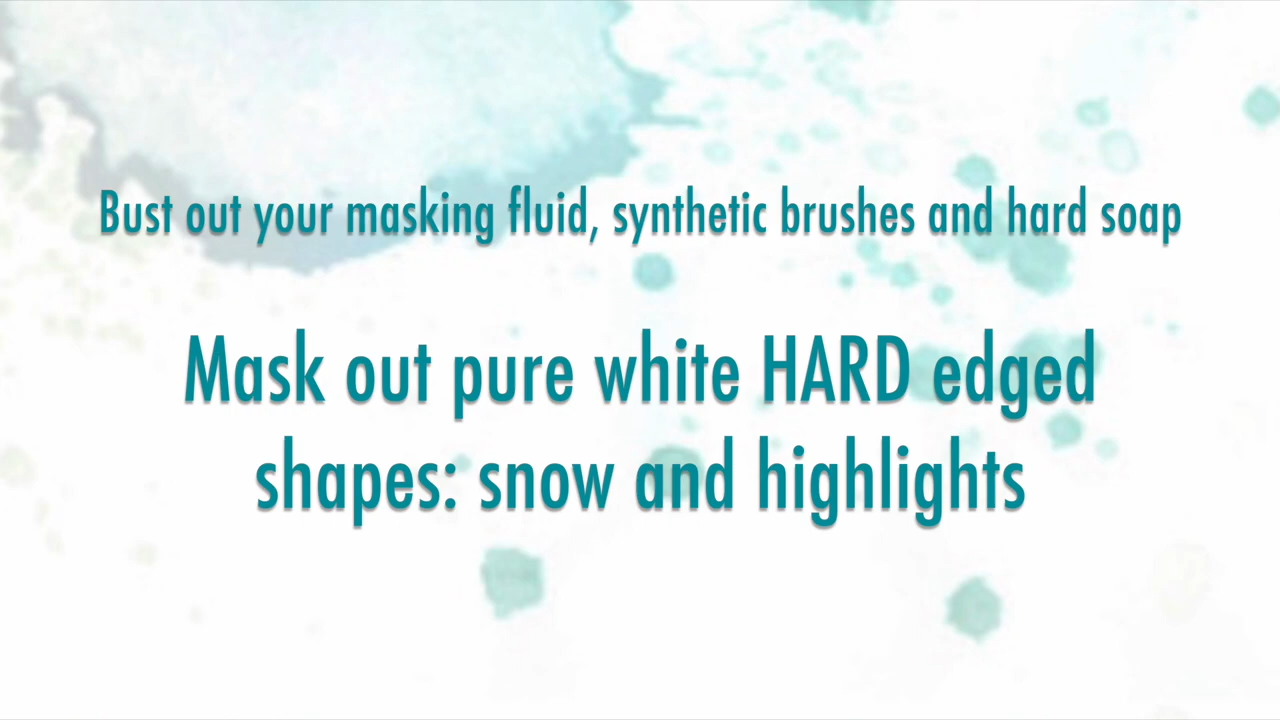 Bust out your masking fluid, synthetic brushes and hard soap
Mask out pure white HARD edged
shapes: snow and highlights